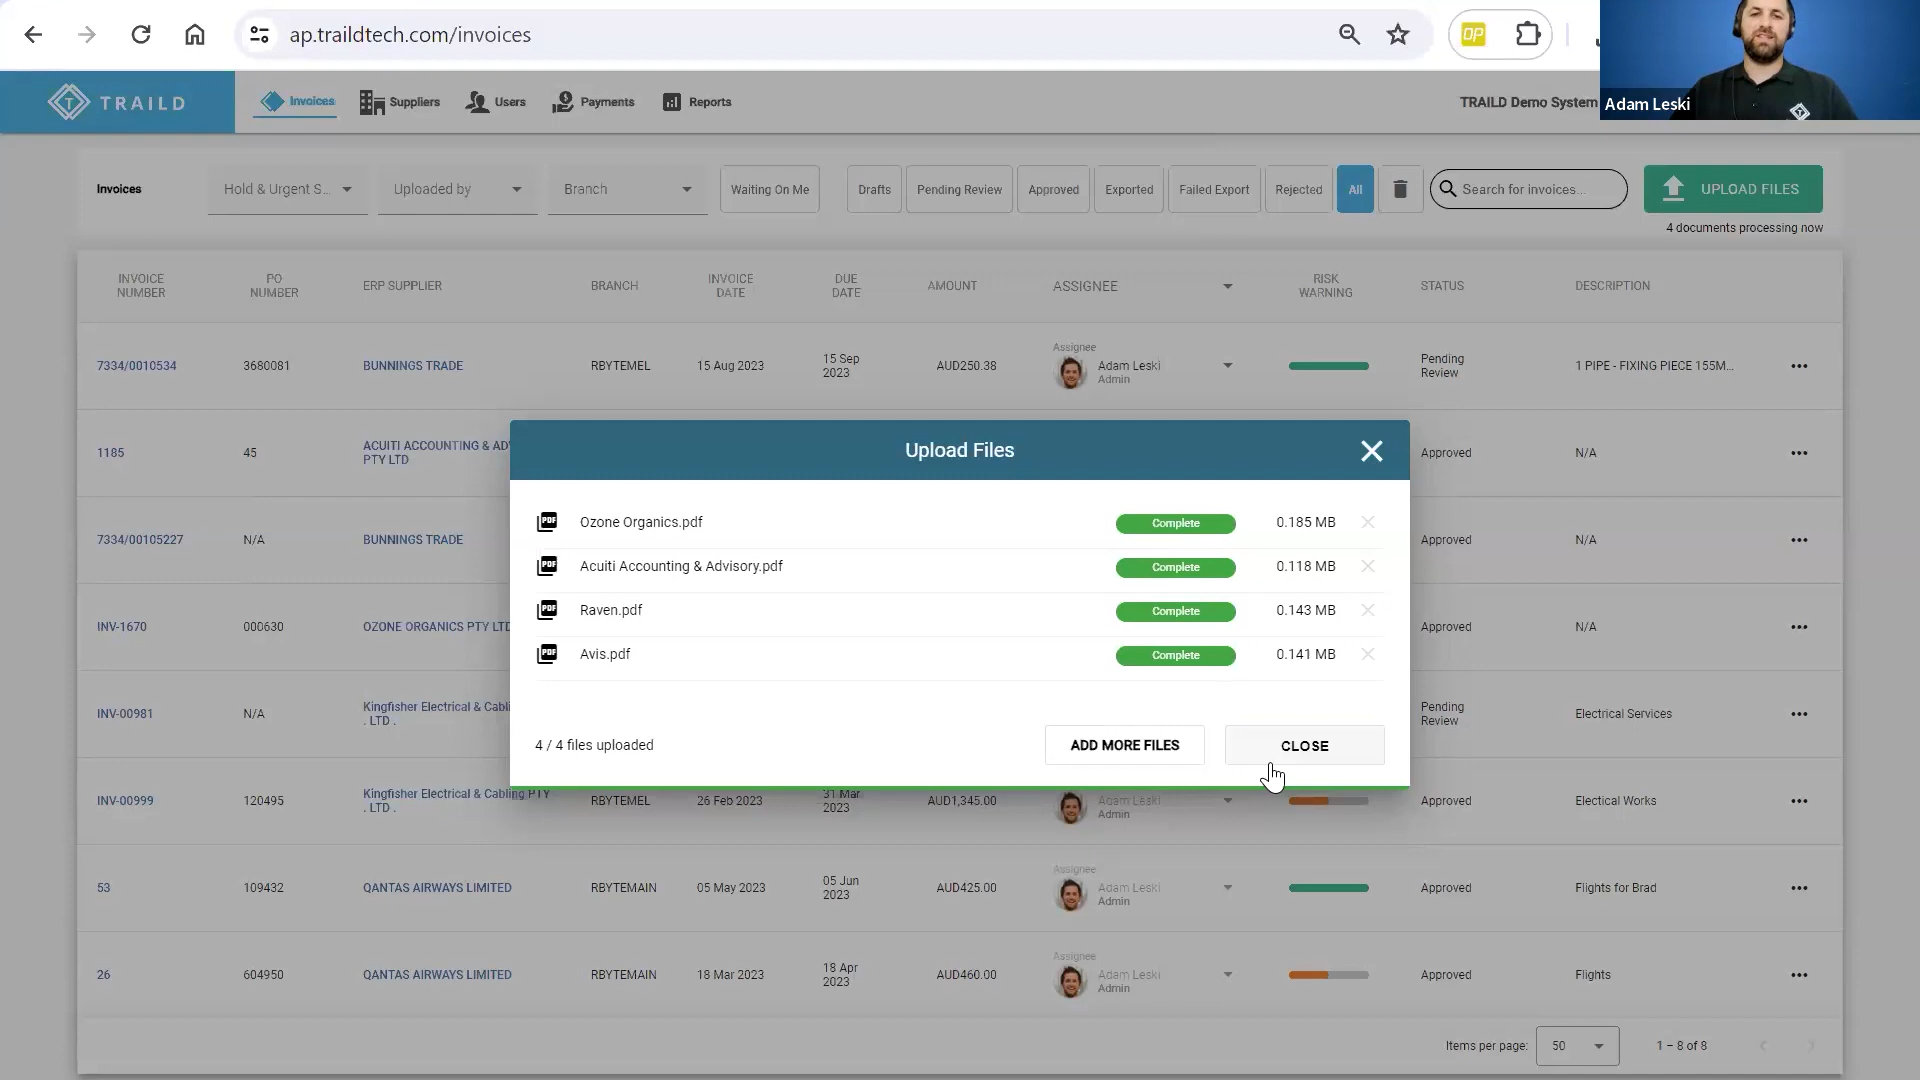 ap.traildtech.com/invoices
OP
Adam Leski
TRAILD
Invoices
Suppliers
Users
Payments
Reports
TRAILD Demo System
Invoices
Hold & Urgent S...
Uploaded by
Branch
Waiting On Me
Drafts
Pending Review
Approved
Exported
Failed Export
Rejected
All
Search for invoices...
UPLOAD FILES
4 documents processing now
INVOICE NUMBER
PO NUMBER
ERP SUPPLIER
BRANCH
INVOICE DATE
DUE DATE
AMOUNT
ASSIGNEE
RISK WARNING
STATUS
DESCRIPTION
7334/0010534
3680081
BUNNINGS TRADE
RBYTEMEL
15 Aug 2023
15 Sep 2023
AUD250.38
Assignee
Adam Leski
Admin
Pending Review
1 PIPE - FIXING PIECE 155M...
1185
45
ACUITI ACCOUNTING & AD
PTY LTD
Approved
N/A
7334/00105227
N/A
BUNNINGS TRADE
Approved
N/A
INV-1670
000630
OZONE ORGANICS PTY LTD
Approved
N/A
INV-00981
N/A
Kingfisher Electrical & Cabli
. LTD .
Pending Review
Electrical Services
INV-00999
120495
Kingfisher Electrical & Cabling PTY
. LTD .
RBYTEMEL
26 Feb 2023
31 Mar 2023
AUD1,345.00
Adam Leski
Admin
Approved
Electical Works
53
109432
QANTAS AIRWAYS LIMITED
RBYTEMAIN
05 May 2023
05 Jun 2023
AUD425.00
Assignee
Adam Leski
Admin
Approved
Flights for Brad
26
604950
QANTAS AIRWAYS LIMITED
RBYTEMAIN
18 Mar 2023
18 Apr 2023
AUD460.00
Assignee
Adam Leski
Admin
Approved
Flights
Upload Files
PDF
Ozone Organics.pdf
Complete
0.185 MB
PDF
Acuiti Accounting & Advisory.pdf
Complete
0.118 MB
PDF
Raven.pdf
Complete
0.143 MB
PDF
Avis.pdf
Complete
0.141 MB
4 / 4 files uploaded
ADD MORE FILES
CLOSE
Items per page:
50
1 – 8 of 8